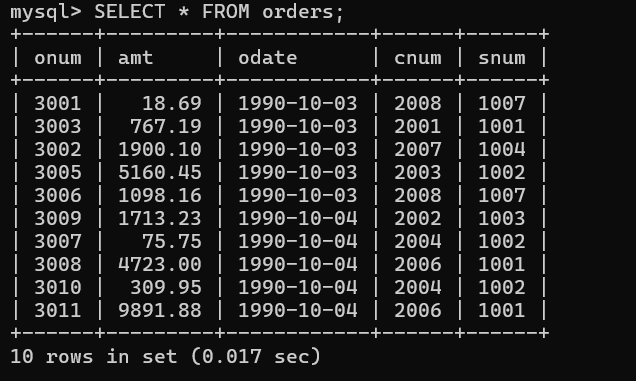 mysql> SELECT * FROM orders;
+------+---------+------------+------+------+
| onum | amt     | odate      | cnum | snum |
+------+---------+------------+------+------+
| 3001 |   18.69 | 1990-10-03 | 2008 | 1007 |
| 3003 |  767.19 | 1990-10-03 | 2001 | 1001 |
| 3002 | 1900.10 | 1990-10-03 | 2007 | 1004 |
| 3005 | 5160.45 | 1990-10-03 | 2003 | 1002 |
| 3006 | 1098.16 | 1990-10-03 | 2008 | 1007 |
| 3009 | 1713.23 | 1990-10-04 | 2002 | 1003 |
| 3007 |   75.75 | 1990-10-04 | 2004 | 1002 |
| 3008 | 4723.00 | 1990-10-04 | 2006 | 1001 |
| 3010 |  309.95 | 1990-10-04 | 2004 | 1002 |
| 3011 | 9891.88 | 1990-10-04 | 2006 | 1001 |
+------+---------+------------+------+------+
10 rows in set (0.017 sec)